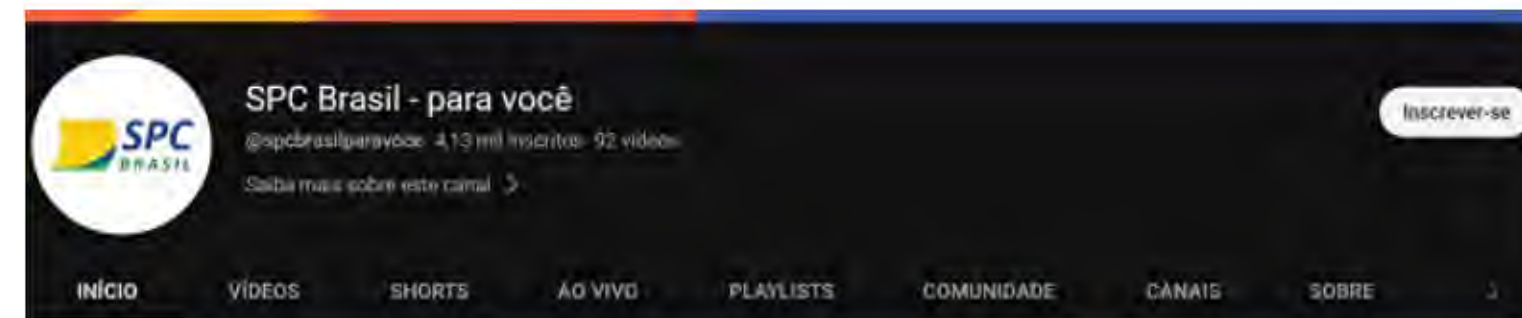 SPC
BRASIL
SPC Brasil - para você
@spcbrasilparavoce 4,13 mil inscritos 92 vídeos
Saiba mais sobre este canal
Inscrever-se
INÍCIO VÍDEOS SHORTS AO VIVO PLAYLISTS COMUNIDADE CANAIS SOBRE